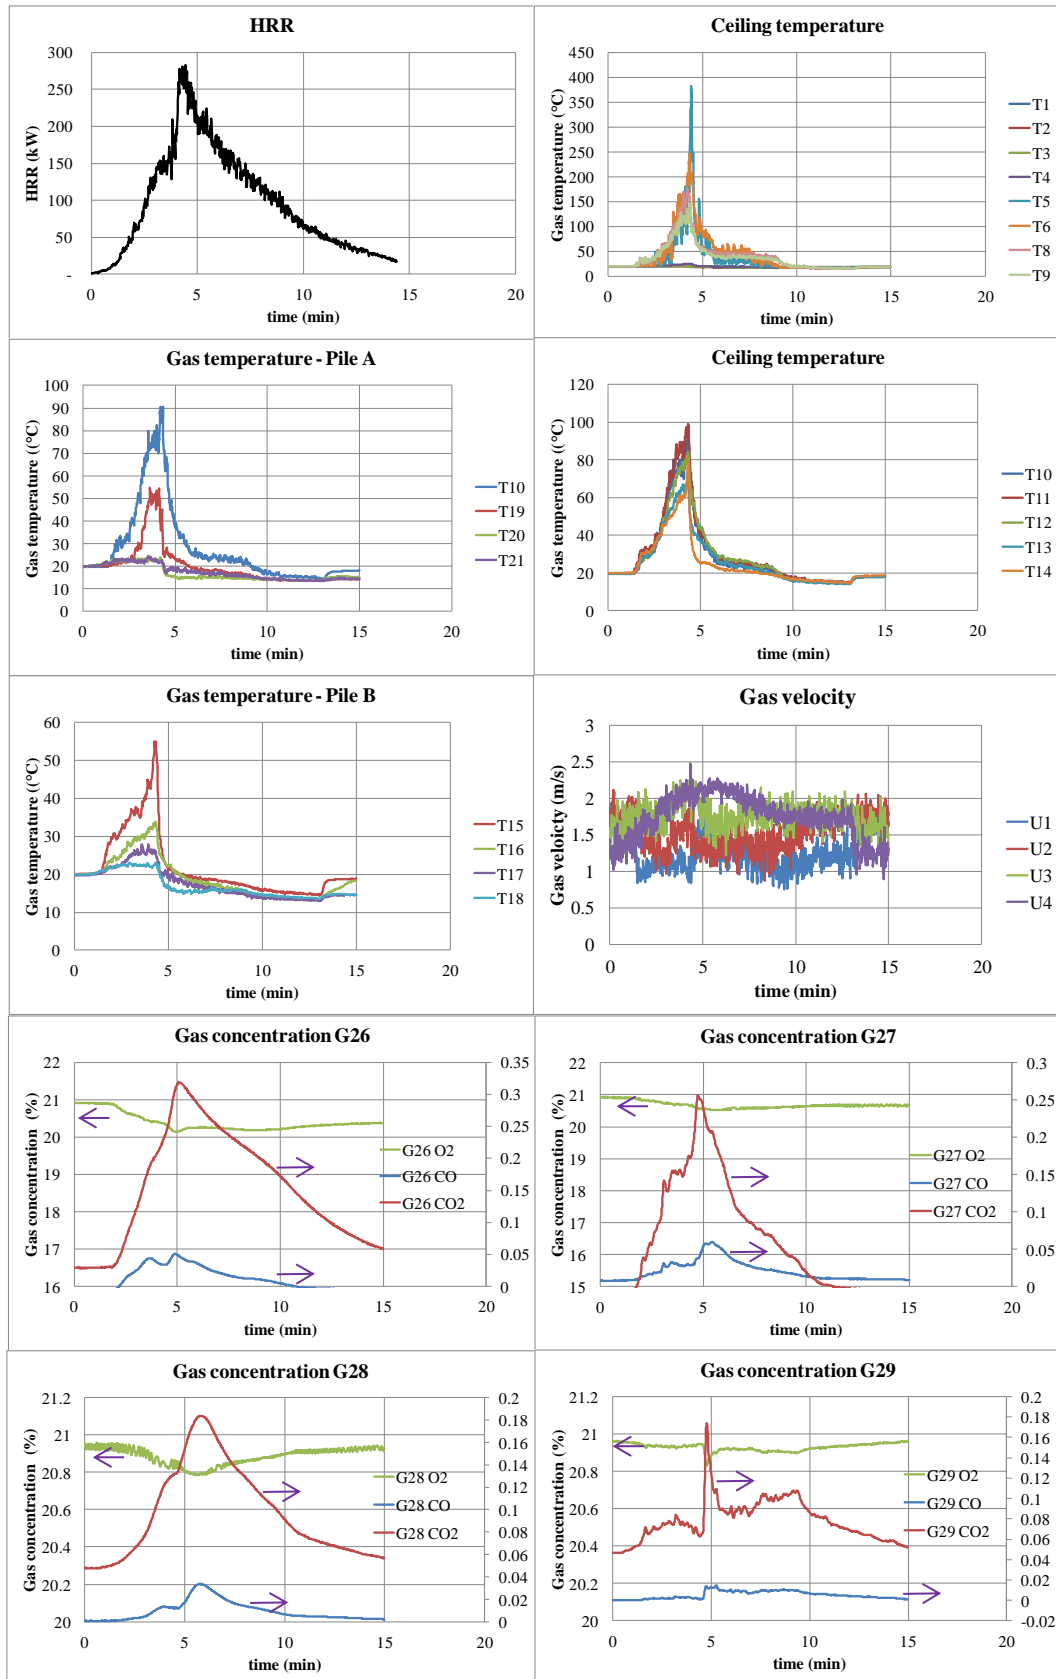 HRR
300
250
200
150
100
50
-
HRR (kW)
0 5 10 15 20
time (min)
Ceiling temperature
450
400
350
300
250
200
150
100
50
0
Gas temperature ((°C)
0 5 10 15 20
time (min)
T1
T2
T3
T4
T5
T6
T8
T9
Gas temperature - Pile A
100
90
80
70
60
50
40
30
20
10
0
Gas temperature ((°C)
0 5 10 15 20
time (min)
T10
T19
T20
T21
Ceiling temperature
120
100
80
60
40
20
0
Gas temperature ((°C)
0 5 10 15 20
time (min)
T10
T11
T12
T13
T14
Gas temperature - Pile B
60
50
40
30
20
10
0
Gas temperature ((°C)
0 5 10 15 20
time (min)
T15
T16
T17
T18
Gas velocity
3
2.5
2
1.5
1
0.5
0
Gas veloicty (m/s)
0 5 10 15 20
time (min)
U1
U2
U3
U4
Gas concentration G26
22
21
20
19
18
17
16
Gas concentration (%)
0.35
0.3
0.25
0.2
0.15
0.1
0.05
0
0 5 10 15 20
time (min)
G26 O2
G26 CO
G26 CO2
Gas concentration G27
22
21
20
19
18
17
16
15
Gas concentration (%)
0.3
0.25
0.2
0.15
0.1
0.05
0
0 5 10 15 20
time (min)
G27 O2
G27 CO
G27 CO2
Gas concentration G28
21.2
21
20.8
20.6
20.4
20.2
20
Gas concentration (%)
0.2
0.18
0.16
0.14
0.12
0.1
0.08
0.06
0.04
0.02
0
0 5 10 15 20
time (min)
G28 O2
G28 CO
G28 CO2
Gas concentration G29
21.2
21
20.8
20.6
20.4
20.2
20
Gas concentration (%)
0.2
0.18
0.16
0.14
0.12
0.1
0.08
0.06
0.04
0.02
0
-0.02
0 5 10 15 20
time (min)
G29 O2
G29 CO
G29 CO2